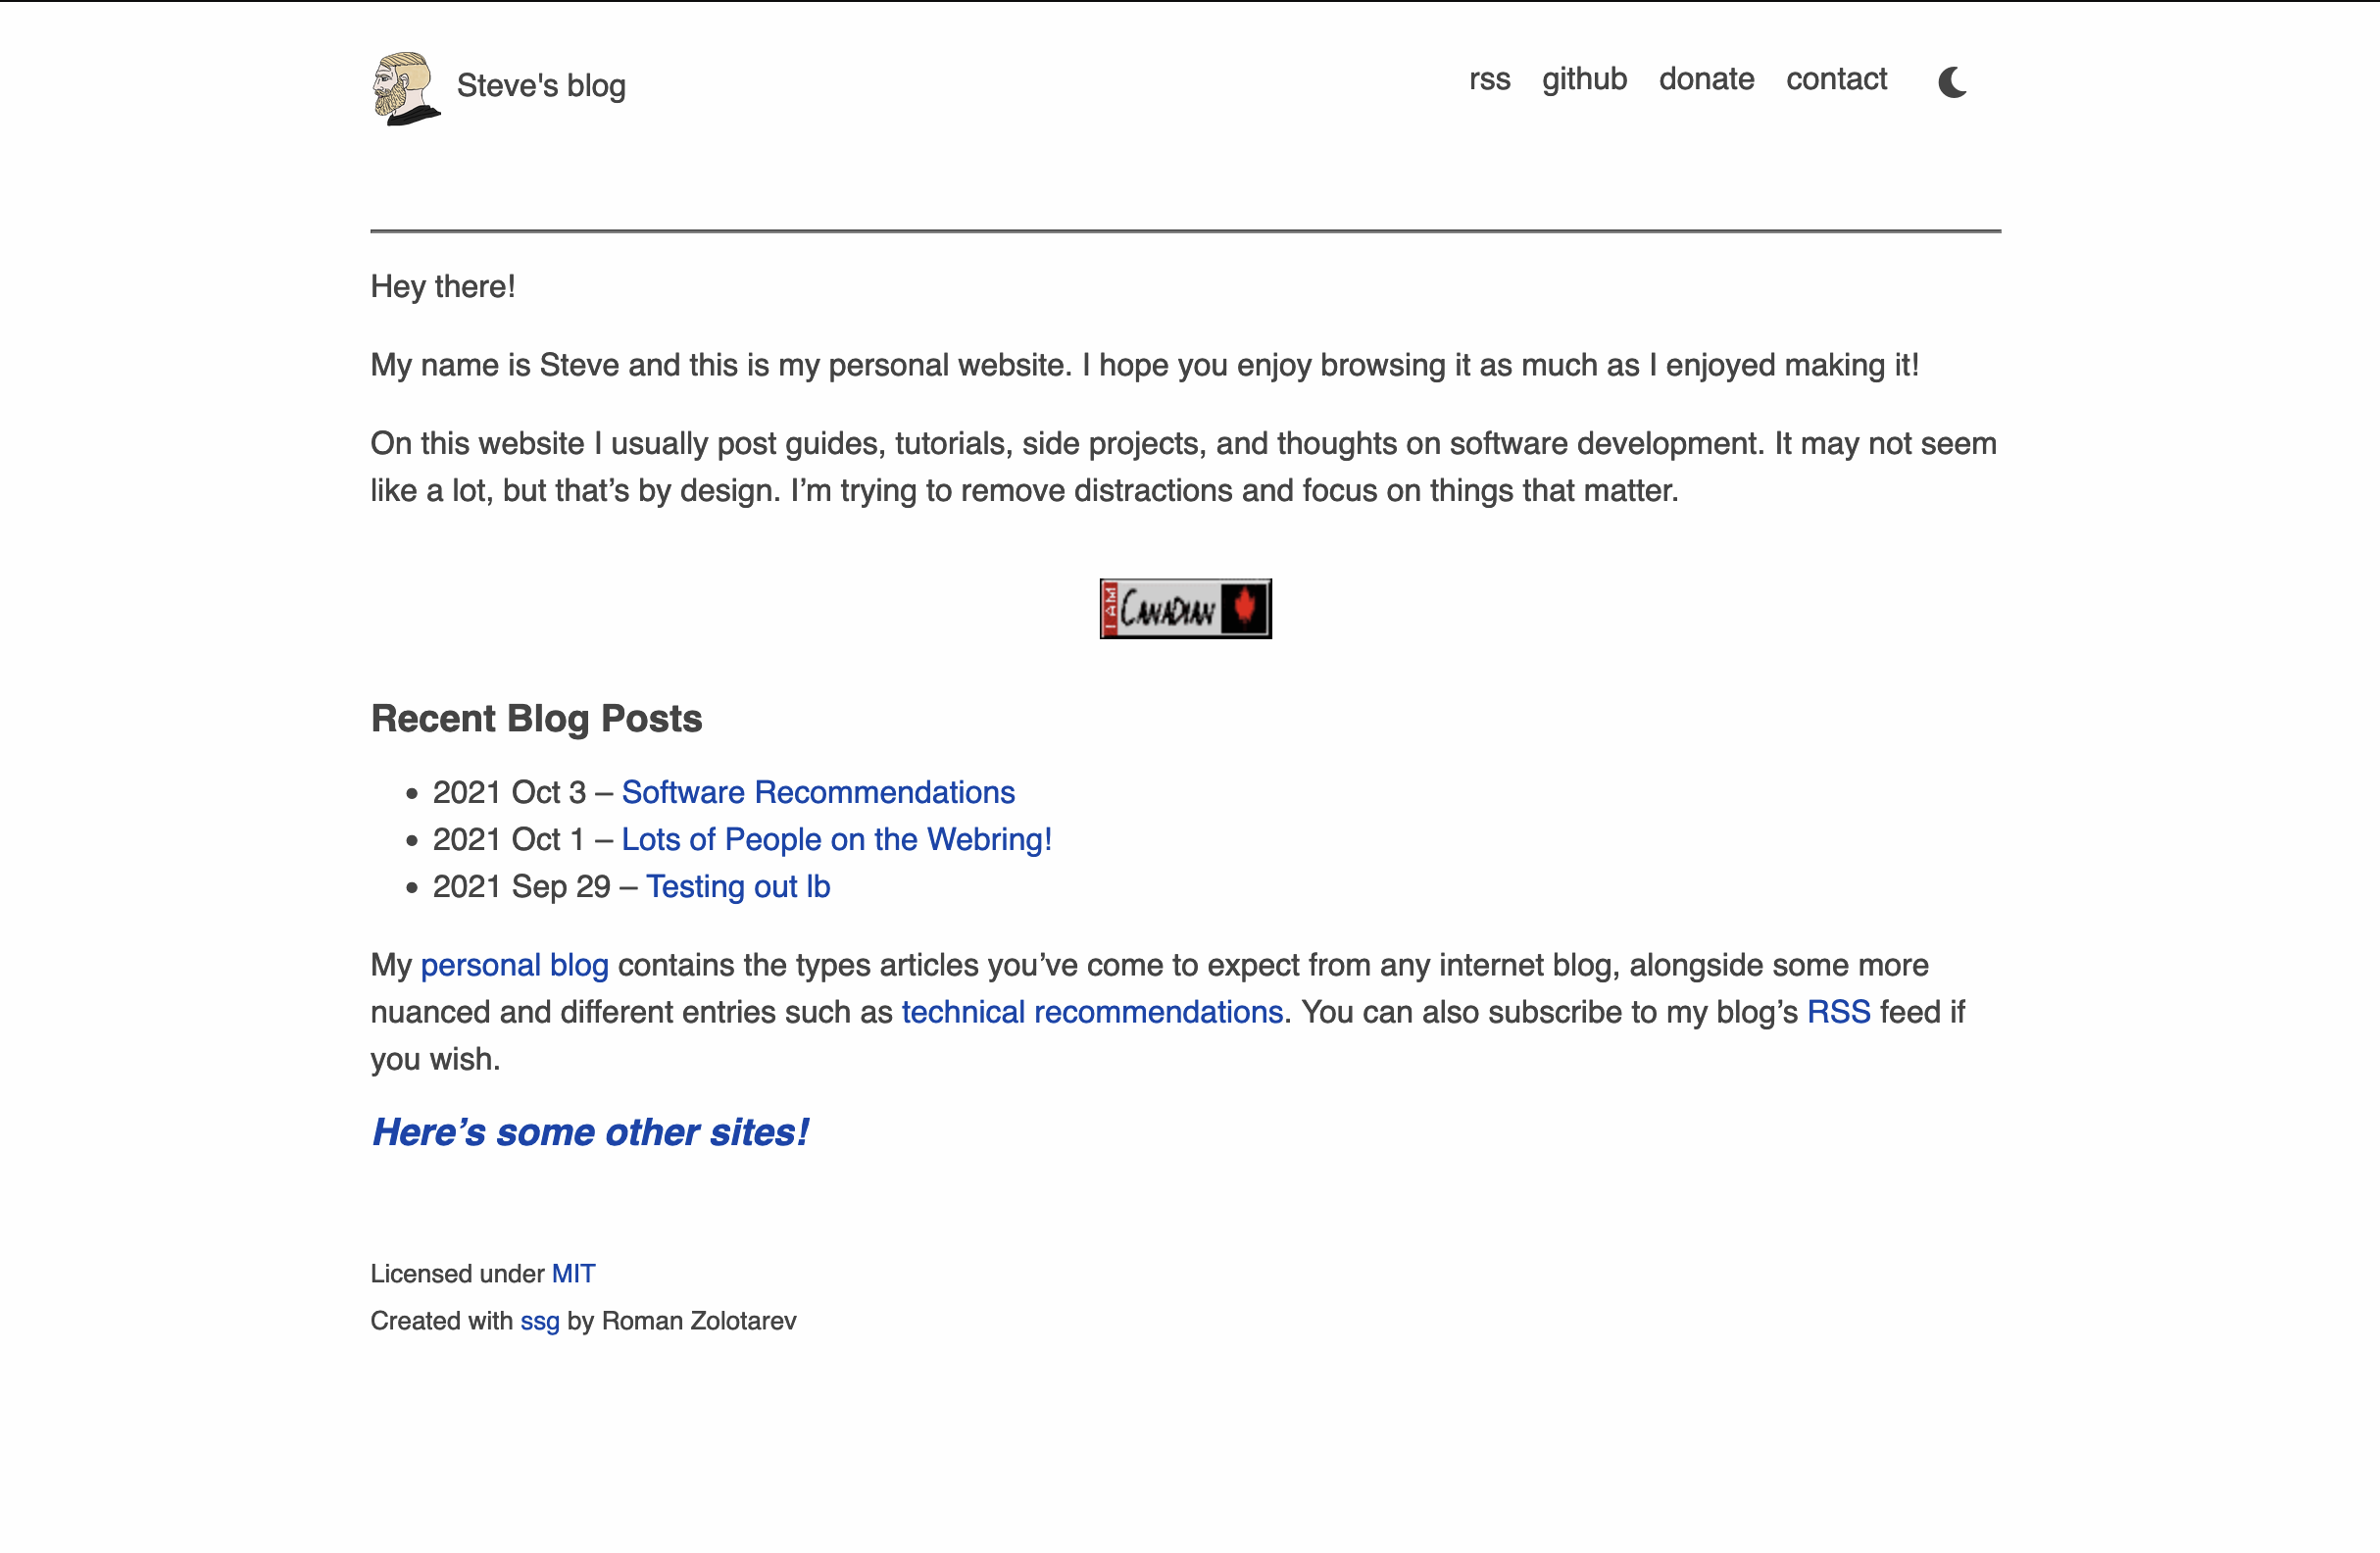 Steve's blog
rss github donate contact
Hey there!
My name is Steve and this is my personal website. I hope you enjoy browsing it as much as I enjoyed making it!
On this website I usually post guides, tutorials, side projects, and thoughts on software development. It may not seem
like a lot, but that’s by design. I’m trying to remove distractions and focus on things that matter.
I AM CANADIAN
Recent Blog Posts
• 2021 Oct 3 – Software Recommendations
• 2021 Oct 1 – Lots of People on the Webring!
• 2021 Sep 29 – Testing out lb
My personal blog contains the types articles you’ve come to expect from any internet blog, alongside some more
nuanced and different entries such as technical recommendations. You can also subscribe to my blog’s RSS feed if
you wish.
Here’s some other sites!
Licensed under MIT
Created with ssg by Roman Zolotarev